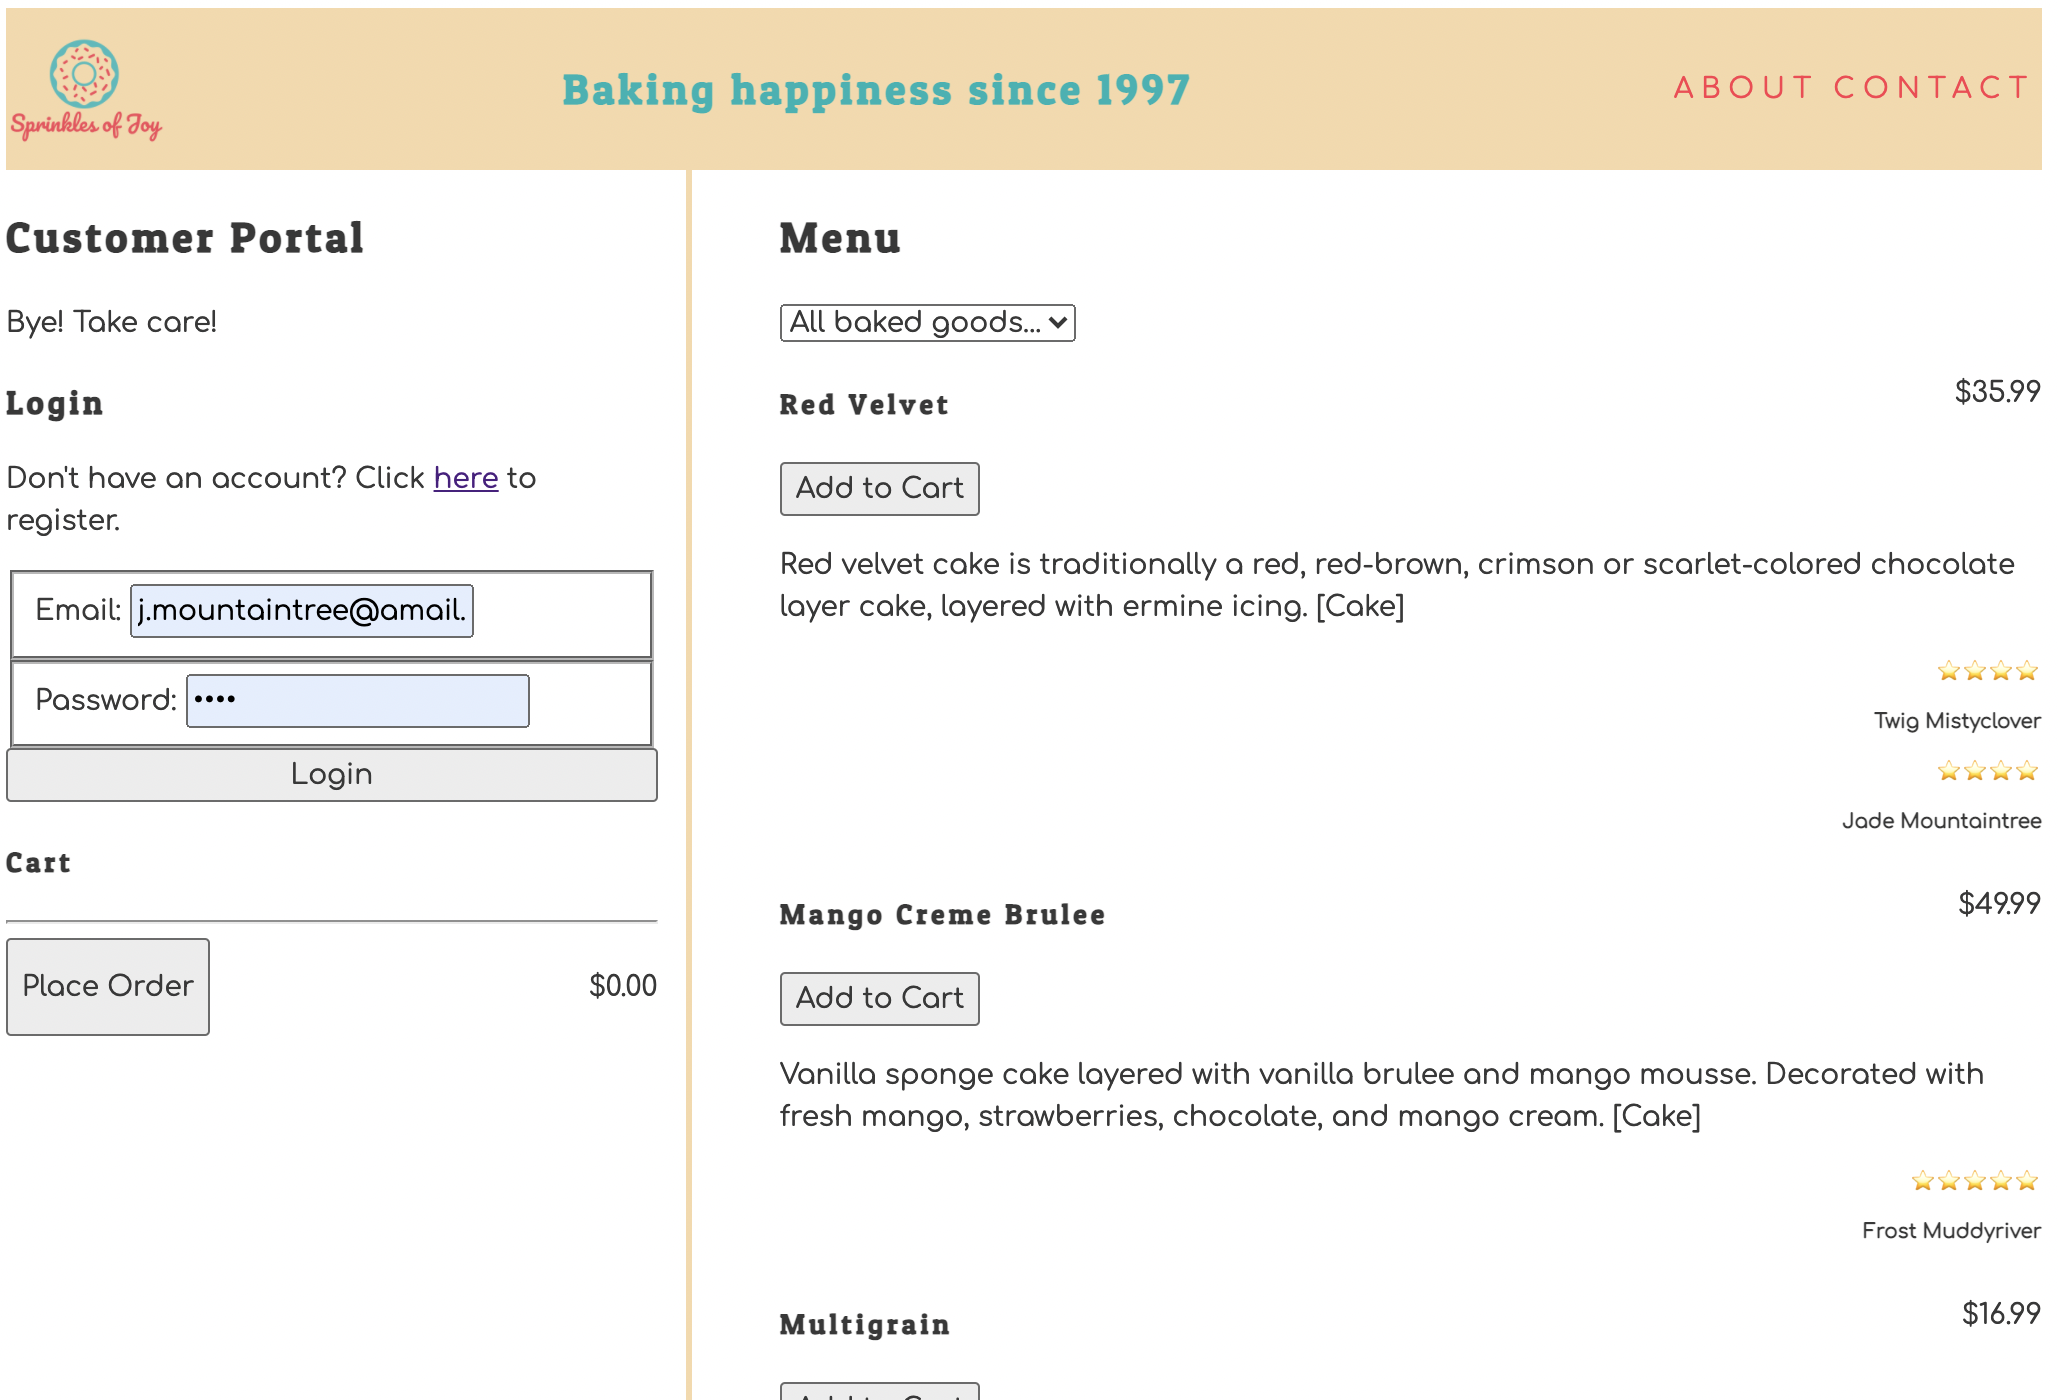 Sprinkles of Joy
Baking happiness since 1997
ABOUT CONTACT
Customer Portal
Bye! Take care!
Login
Don't have an account? Click here to
register.
Email: j.mountaintree@amail.
Password: ••••
Login
Cart
Place Order $0.00
Menu
All baked goods...
Red Velvet $35.99
Add to Cart
Red velvet cake is traditionally a red, red-brown, crimson or scarlet-colored chocolate
layer cake, layered with ermine icing. [Cake]
⭐⭐⭐⭐
Twig Mistyclover
⭐⭐⭐⭐
Jade Mountaintree
Mango Creme Brulee $49.99
Add to Cart
Vanilla sponge cake layered with vanilla brulee and mango mousse. Decorated with
fresh mango, strawberries, chocolate, and mango cream. [Cake]
⭐⭐⭐⭐⭐
Frost Muddyriver
Multigrain $16.99